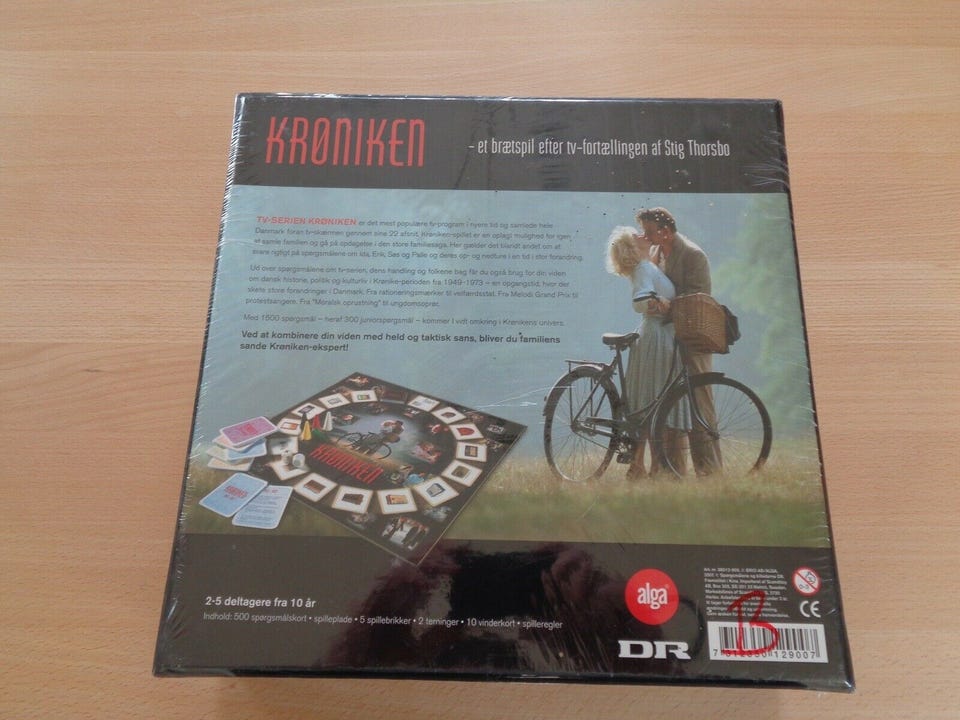 KRØNIKEN
– et brætspil efter tv-fortællingen af Stig Thorsbo
TV-SERIEN KRØNIKEN er det mest populære tv-program i nyere tid og samlede hele
Danmark foran tv-skærmen gennem sine 22 afsnit. Krøniken-spillet er en oplagt mulighed for igen
at samle familien og gå på opdagelse i den store familiesaga. Her gælder det blandt andet om at
svare rigtigt på spørgsmålene om Ida, Erik, Søs og Palle og deres op- og nedture i en tid i stor forandring.
Ud over spørgsmålene om tv-serien, dens handling og folkene bag får du også brug for din viden
om dansk historie, politik og kulturliv i Krønike-perioden fra 1949-1973 – en opgangstid, hvor der
skete store forandringer i Danmark. Fra rationeringsmærker til velfærdsstat. Fra Melodi Grand Prix til
protestsangere. Fra "Moralsk oprustning" til ungdomsoprør.
Med 1500 spørgsmål – heraf 300 juniorspørgsmål – kommer I vidt omkring i Krønikens univers.
Ved at kombinere din viden med held og taktisk sans, bliver du familiens
sande Krøniken-ekspert!
KRØNIKEN
KRØNIKEN
2-5 deltagere fra 10 år
Indhold: 500 spørgsmålskort • spilleplade • 5 spillebrikker • 2 terninger • 10 vinderkort • spilleregler
alga
DR
0-3
CE
B
7 312350 129007